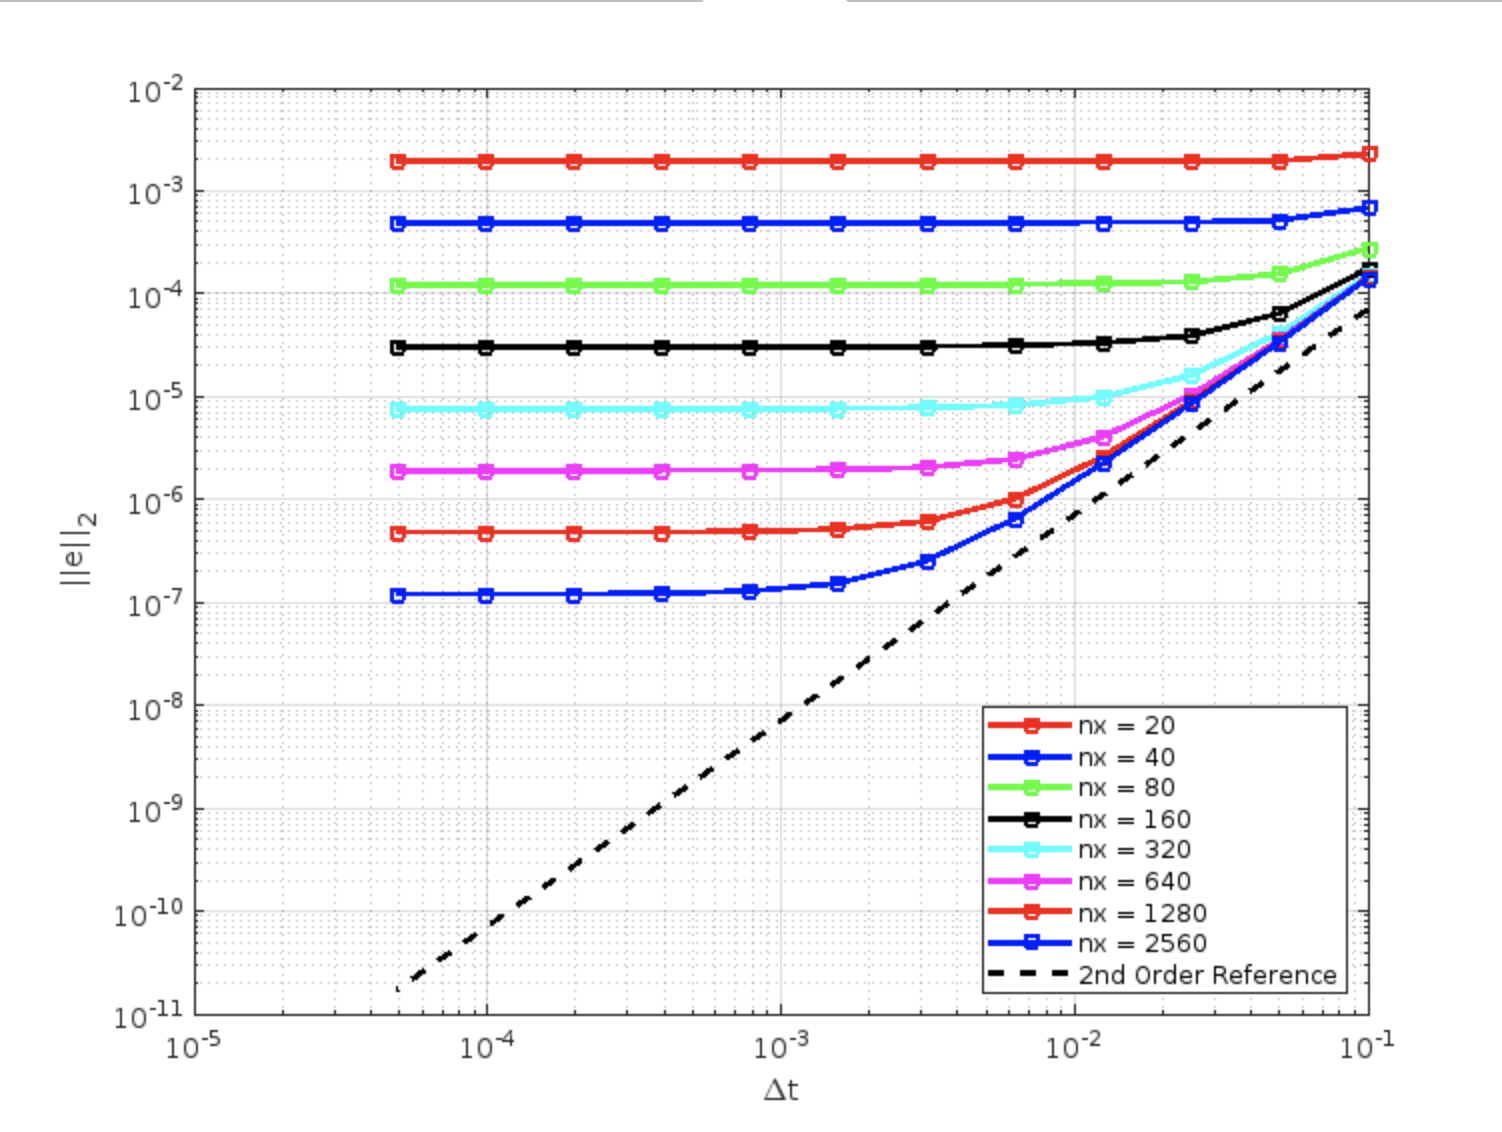 10^-2
10^-3
10^-4
10^-5
10^-6
10^-7
10^-8
10^-9
10^-10
10^-11
||e||_2
10^-5 10^-4 10^-3 10^-2 10^-1
Δt
nx = 20
nx = 40
nx = 80
nx = 160
nx = 320
nx = 640
nx = 1280
nx = 2560
2nd Order Reference